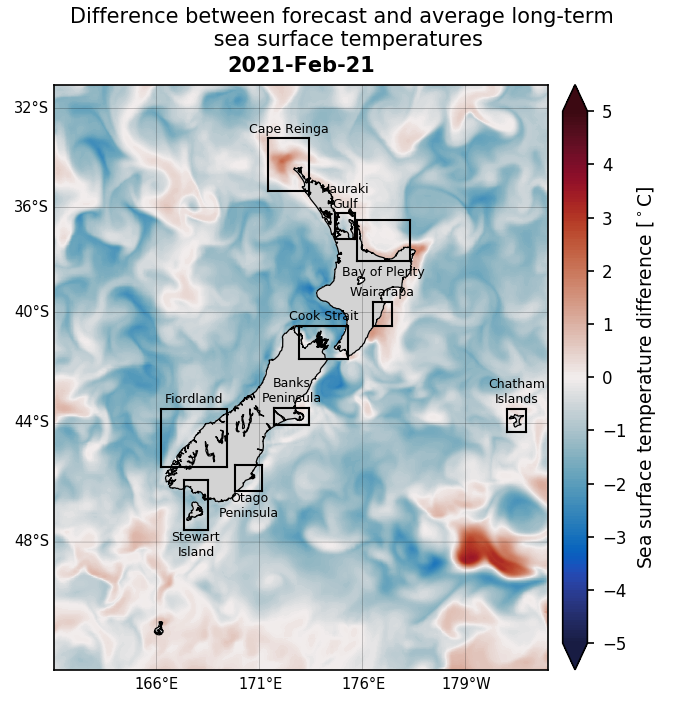 Difference between forecast and average long-term
sea surface temperatures
2021-Feb-21
32°S
36°S
40°S
44°S
48°S
166°E
171°E
176°E
179°W
Cape Reinga
Hauraki
Gulf
Bay of Plenty
Wairarapa
Cook Strait
Banks
Peninsula
Chatham
Islands
Fiordland
Otago
Peninsula
Stewart
Island
5
4
3
2
1
0
−1
−2
−3
−4
−5
Sea surface temperature difference [°C]